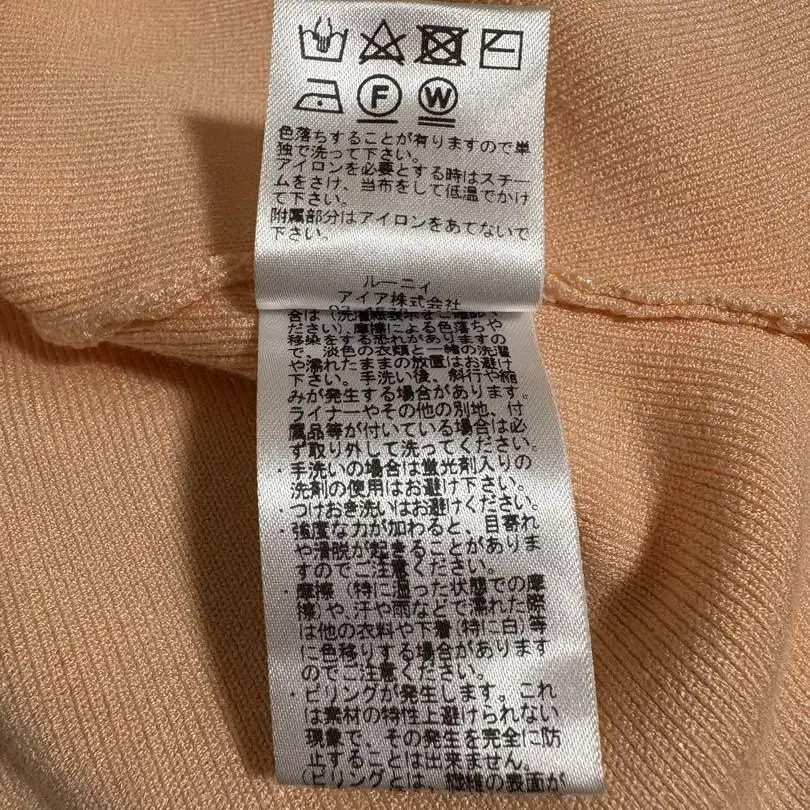 F W
色落ちすることが有りますので単
独で洗って下さい。
アイロンを必要とする時はスチー
ムをさけ、当布をして低温でかけ
て下さい。
附属部分はアイロンをあてないで
下さい。
ルーニィ
アイア株式会社
ださい)。摩擦による色落ちや
移染をする恐れがありますの
で、淡色の衣類と一緒の洗濯
や濡れたままの放置はお避け
下さい。手洗い後、斜行や縮
みが発生する場合があります。
ライナーやその他の別地、付
属品等が付いている場合は必
ず取り外して洗ってください。
・手洗いの場合は蛍光剤入りの
洗剤の使用はお避け下さい。
・つけおき洗いはお避けください。
・強度な力が加わると、目寄れ
や滑脱が起きることがありま
すのでご注意ください。
・摩擦(特に湿った状態での摩
擦)や、汗や雨などで濡れた際
は他の衣料や下着(特に白)等
に色移りする場合があります
のでご注意ください。
・ピリングが発生します。これ
は素材の特性上避けられない
現象で、その発生を完全に防
止することは出来ません。
(ピリングとは、繊維の表面が